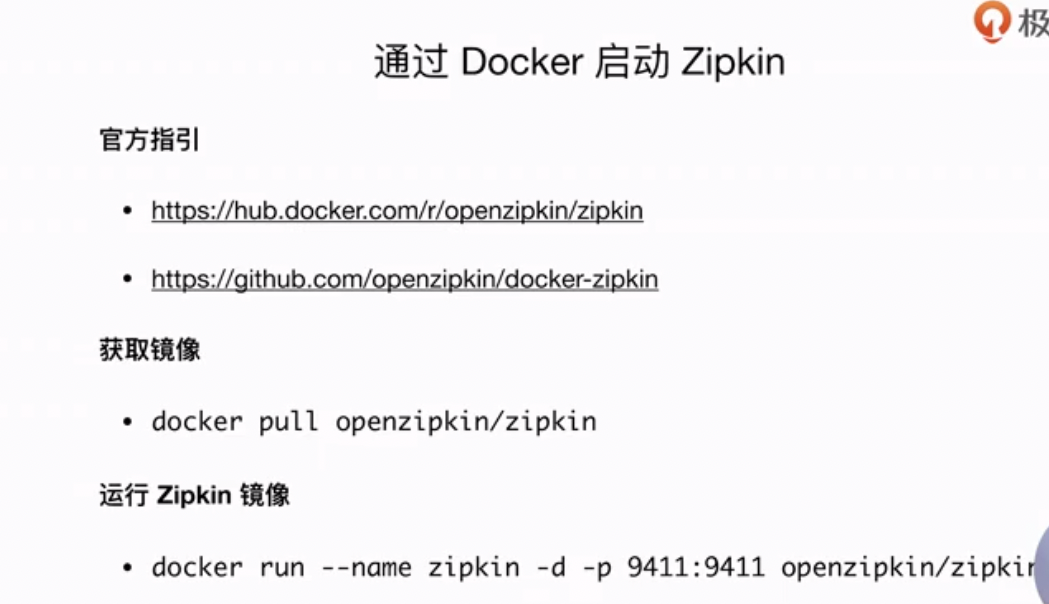 极
通过 Docker 启动 Zipkin
官方指引
• https://hub.docker.com/r/openzipkin/zipkin
• https://github.com/openzipkin/docker-zipkin
获取镜像
• docker pull openzipkin/zipkin
运行 Zipkin 镜像
• docker run --name zipkin -d -p 9411:9411 openzipkin/zipkin